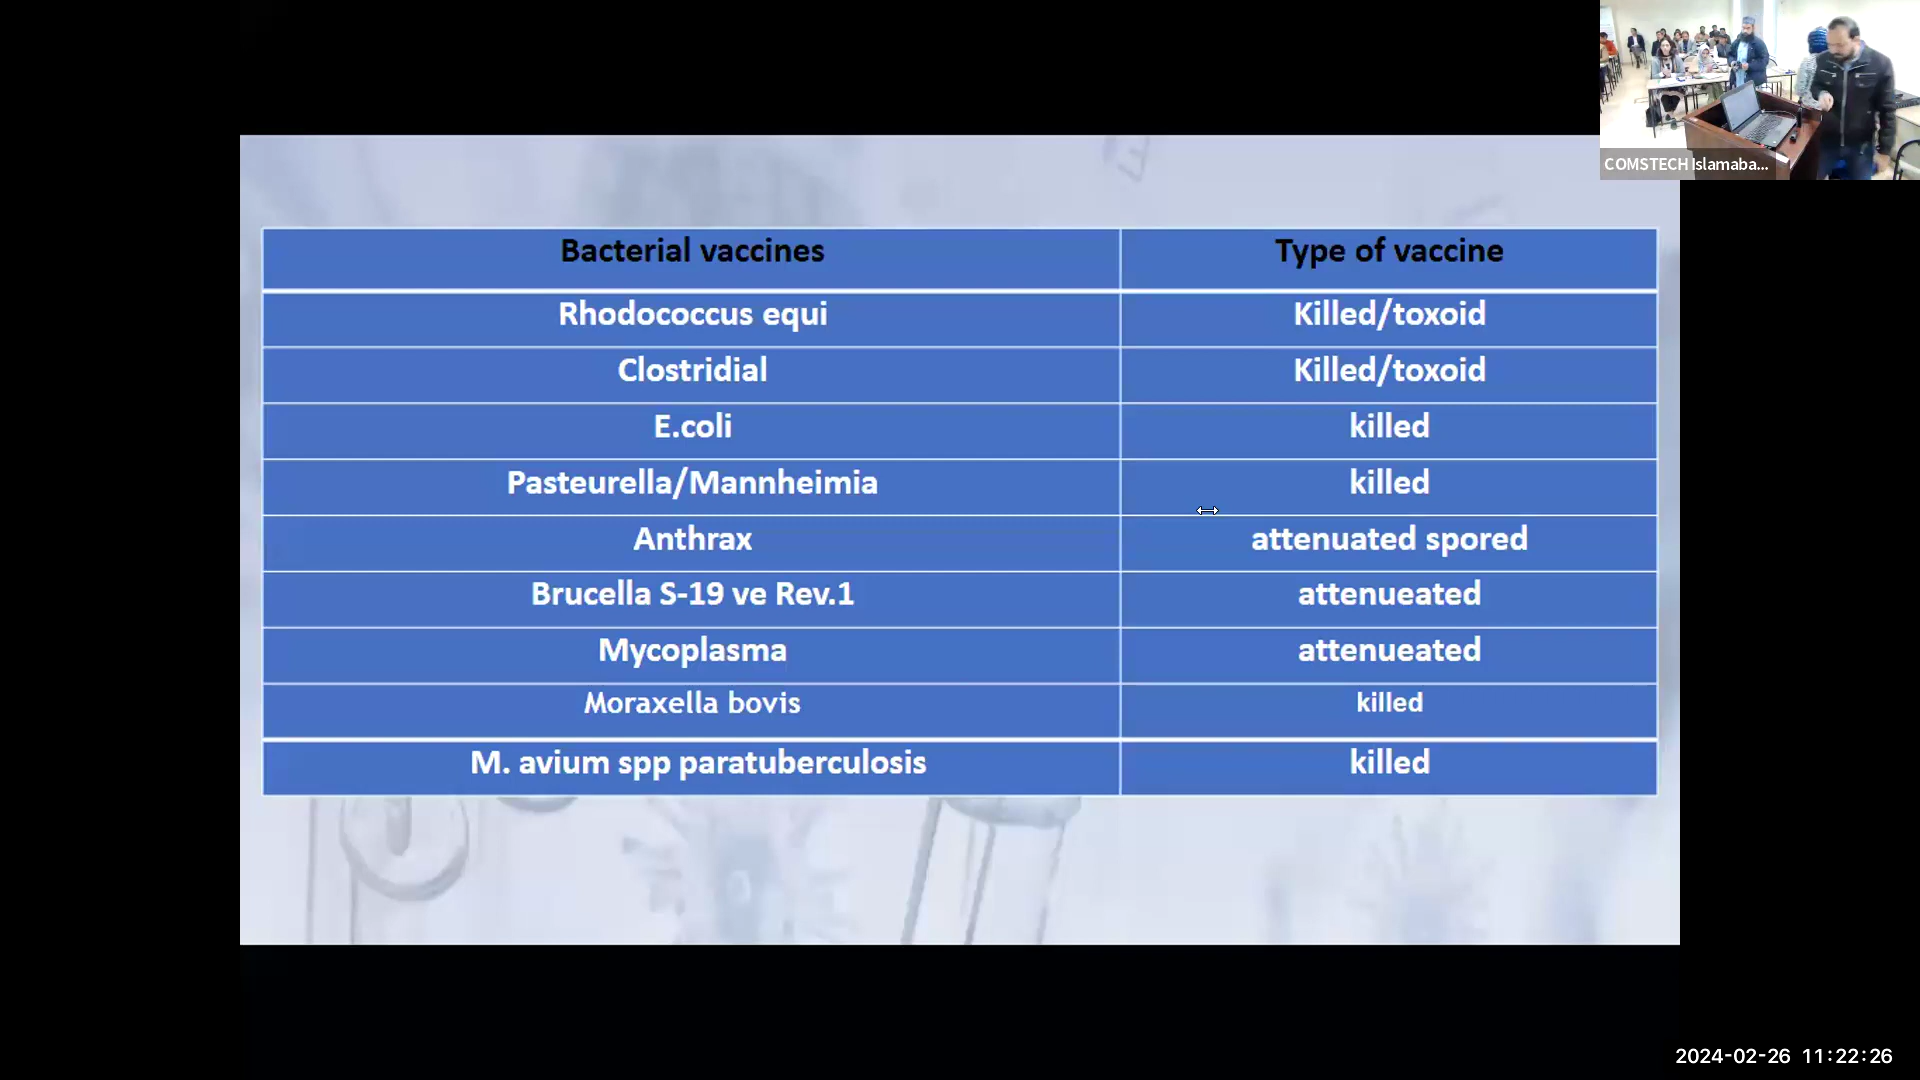 COMSTECH Islamaba...
Bacterial vaccines Type of vaccine
Rhodococcus equi Killed/toxoid
Clostridial Killed/toxoid
E.coli killed
Pasteurella/Mannheimia killed
Anthrax attenuated spored
Brucella S-19 ve Rev.1 attenueated
Mycoplasma attenueated
Moraxella bovis killed
M. avium spp paratuberculosis killed
2024-02-26 11:22:26